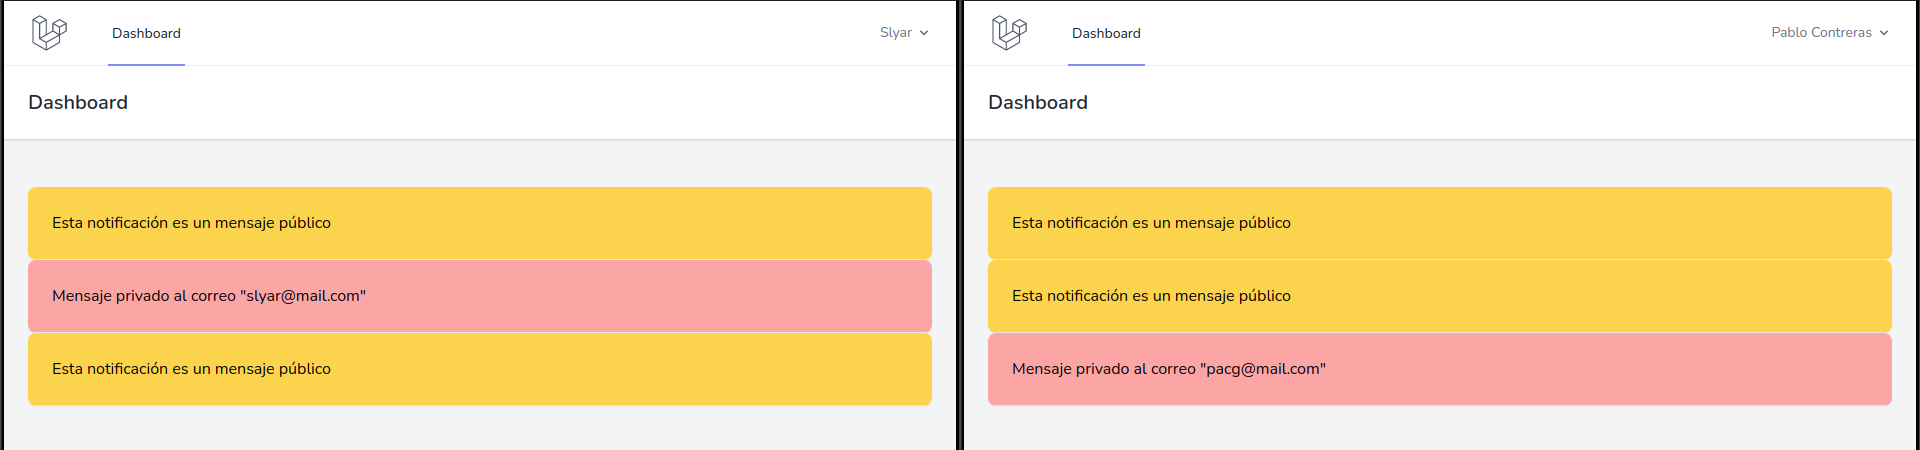 Dashboard
Slyar
Dashboard
Esta notificación es un mensaje público
Mensaje privado al correo "slyar@mail.com"
Esta notificación es un mensaje público
Dashboard
Pablo Contreras
Dashboard
Esta notificación es un mensaje público
Esta notificación es un mensaje público
Mensaje privado al correo "pacg@mail.com"